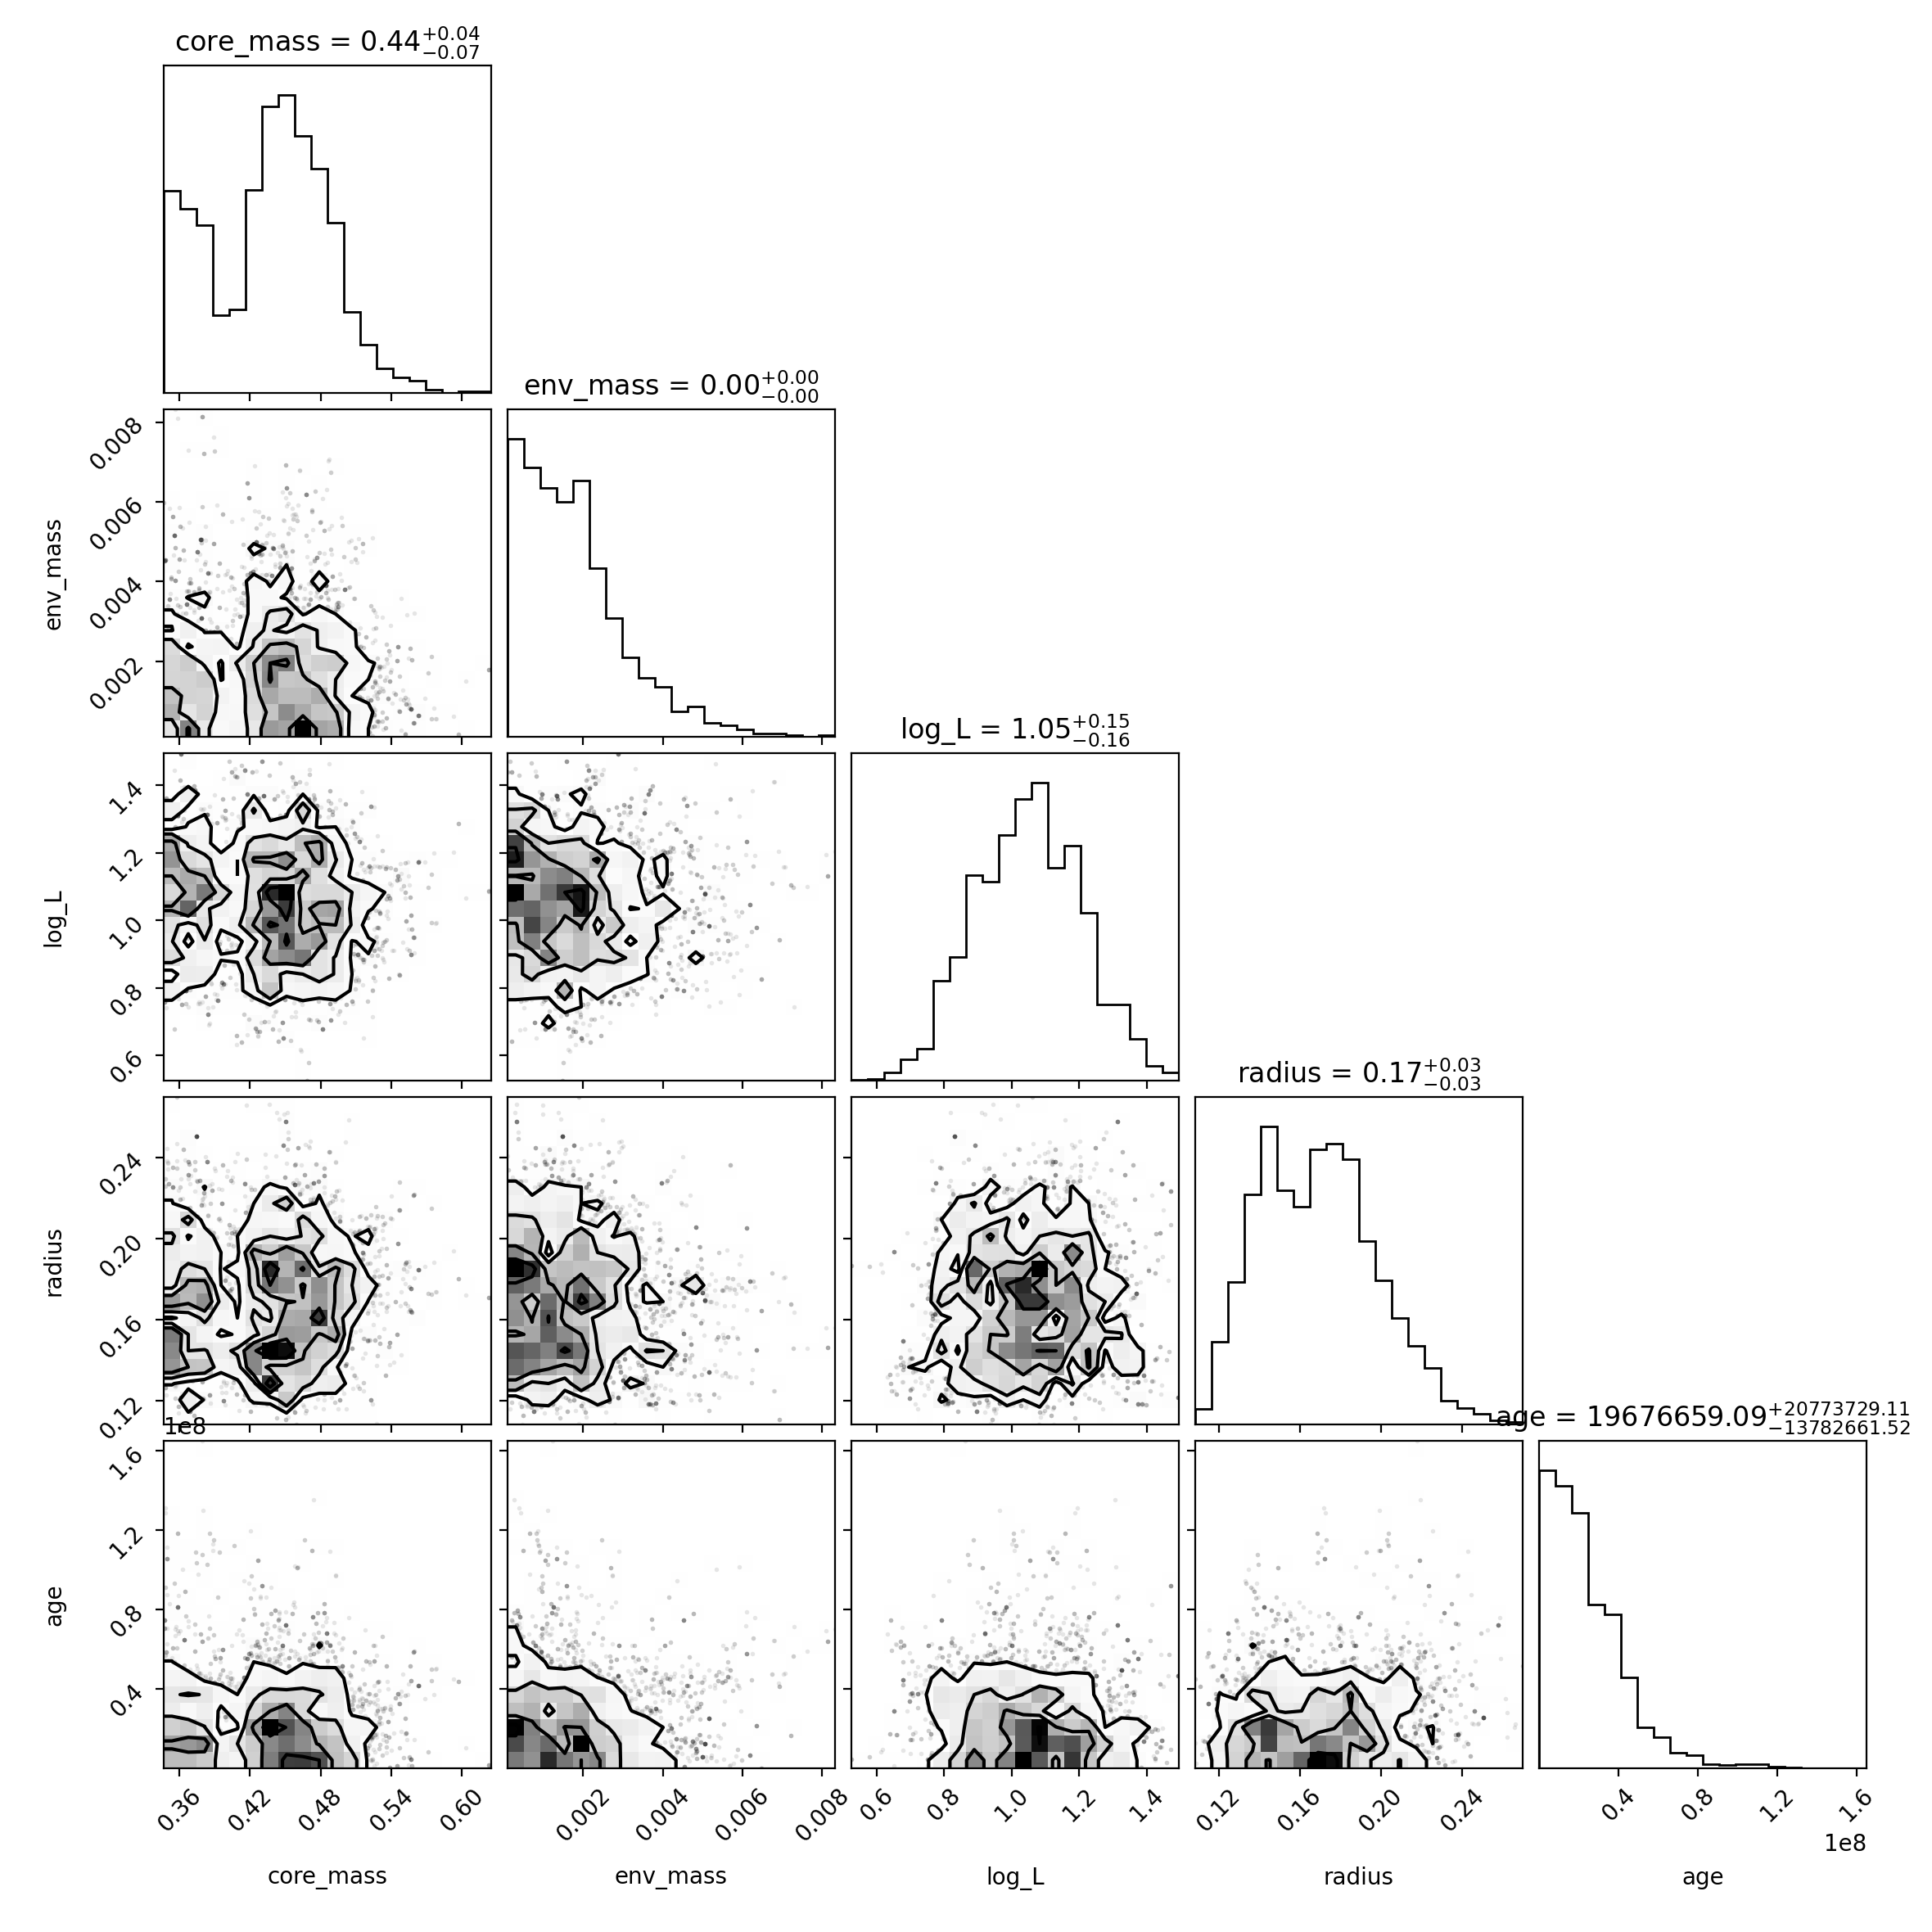 core_mass = 0.44+0.04−0.07
env_mass = 0.00+0.00−0.00
0.008
0.006
0.004
0.002
env_mass
log_L = 1.05+0.15−0.16
1.4
1.2
1.0
0.8
0.6
log_L
radius = 0.17+0.03−0.03
0.24
0.20
0.16
0.12
radius
1e8
age = 19676659.09+20773729.11−13782661.52
1.6
1.2
0.8
0.4
age
0.36 0.42 0.48 0.54 0.60
0.002 0.004 0.006 0.008
0.6 0.8 1.0 1.2 1.4
0.12 0.16 0.20 0.24
0.4 0.8 1.2 1.6
1e8
core_mass env_mass log_L radius age